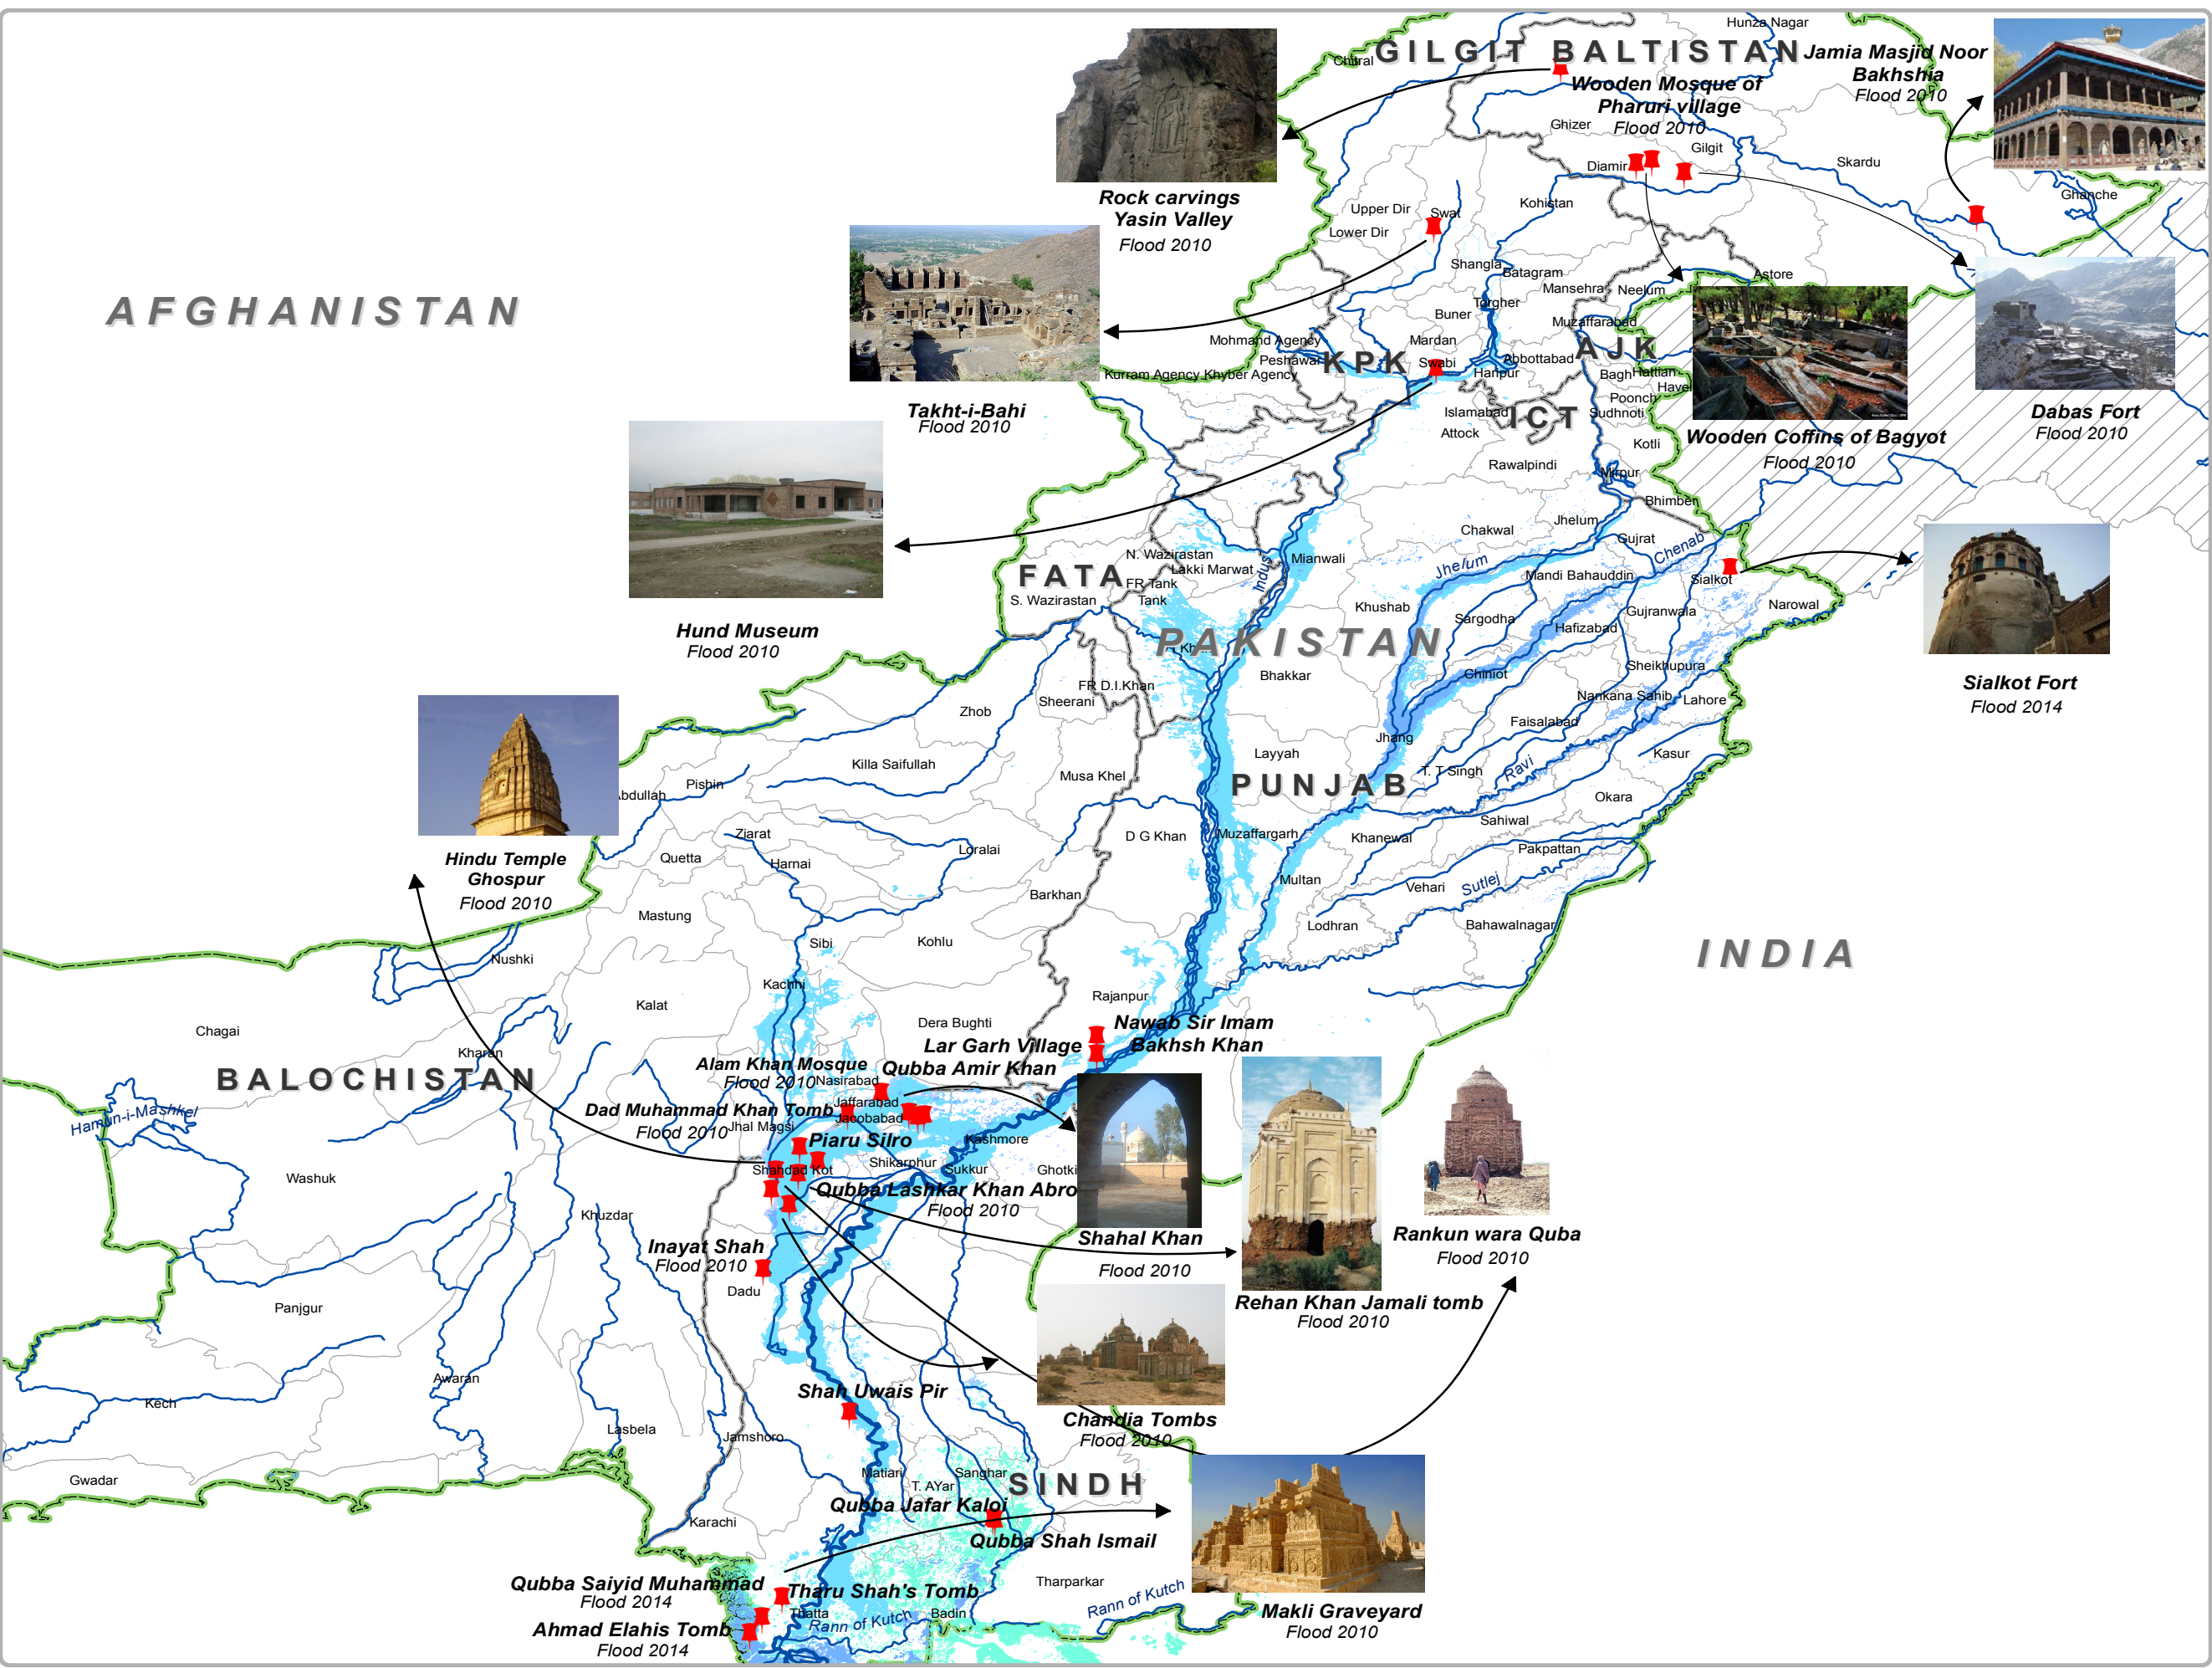 Hunza Nagar
GILGIT BALTISTAN
Chitral
Jamia Masjid Noor
Bakhshia
Flood 2010
Wooden Mosque of
Pharuri village
Flood 2010
Ghizer
Gilgit
Diamir
Skardu
Ghanche
Rock carvings
Yasin Valley
Flood 2010
Upper Dir
Swat
Kohistan
Lower Dir
Shangla
Batagram
Astore
Mansehra
Neelum
Torgher
Buner
Muzaffarabad
AFGHANISTAN
Mohmand Agency
Mardan
Peshawar
KPK
Swabi
Abbottabad
AJK
Kurram Agency
Khyber Agency
Haripur
Bagh
Hattian
Poonch
Sudhnoti
Islamabad
ICT
Attock
Kotli
Rawalpindi
Mirpur
Bhimber
Takht-i-Bahi
Flood 2010
Dabas Fort
Flood 2010
Wooden Coffins of Bagyot
Flood 2010
Chakwal
Jhelum
Gujrat
Chenab
N. Wazirastan
Lakki Marwat
Indus
Mianwali
Jhelum
Mandi Bahauddin
Sialkot
FATA
FR Tank
S. Wazirastan
Tank
Khushab
Sargodha
Gujranwala
Narowal
Hafizabad
Hund Museum
Flood 2010
PAKISTAN
Sialkot Fort
Flood 2014
Bhakkar
Sheikhupura
Chiniot
FR D.I.Khan
Sheerani
Nankana Sahib
Lahore
Zhob
Faisalabad
Jhang
Layyah
Kasur
Killa Saifullah
Musa Khel
T. T Singh
Ravi
Pishin
PUNJAB
Abdullah
Okara
Sahiwal
Ziarat
D G Khan
Muzaffargarh
Khanewal
Loralai
Pakpattan
Quetta
Harnai
Hindu Temple
Ghospur
Flood 2010
Multan
Vehari
Sutlej
Barkhan
Mastung
Lodhran
Bahawalnagar
Sibi
Kohlu
INDIA
Nushki
Kachhi
Kalat
Rajanpur
Chagai
Dera Bughti
Nawab Sir Imam
Bakhsh Khan
Lar Garh Village
Kharan
Alam Khan Mosque
Flood 2010
Qubba Amir Khan
BALOCHISTAN
Nasirabad
Jaffarabad
Dad Muhammad Khan Tomb
Flood 2010
Jacobabad
Hamun-i-Mashkel
Jhal Magsi
Piaru Silro
Kashmore
Shahdad Kot
Shikarphur
Sukkur
Ghotki
Washuk
Qubba Lashkar Khan Abro
Flood 2010
Khuzdar
Shahal Khan
Flood 2010
Rankun wara Quba
Flood 2010
Inayat Shah
Flood 2010
Dadu
Rehan Khan Jamali tomb
Flood 2010
Panjgur
Awaran
Kech
Shah Uwais Pir
Chandia Tombs
Flood 2010
Lasbela
Jamshoro
Gwadar
Matiari
Sanghar
T. AYar
SINDH
Qubba Jafar Kaloi
Karachi
Qubba Shah Ismail
Qubba Saiyid Muhammad
Flood 2014
Tharu Shah's Tomb
Tharparkar
Rann of Kutch
Thatta
Rann of Kutch
Badin
Makli Graveyard
Flood 2010
Ahmad Elahis Tomb
Flood 2014